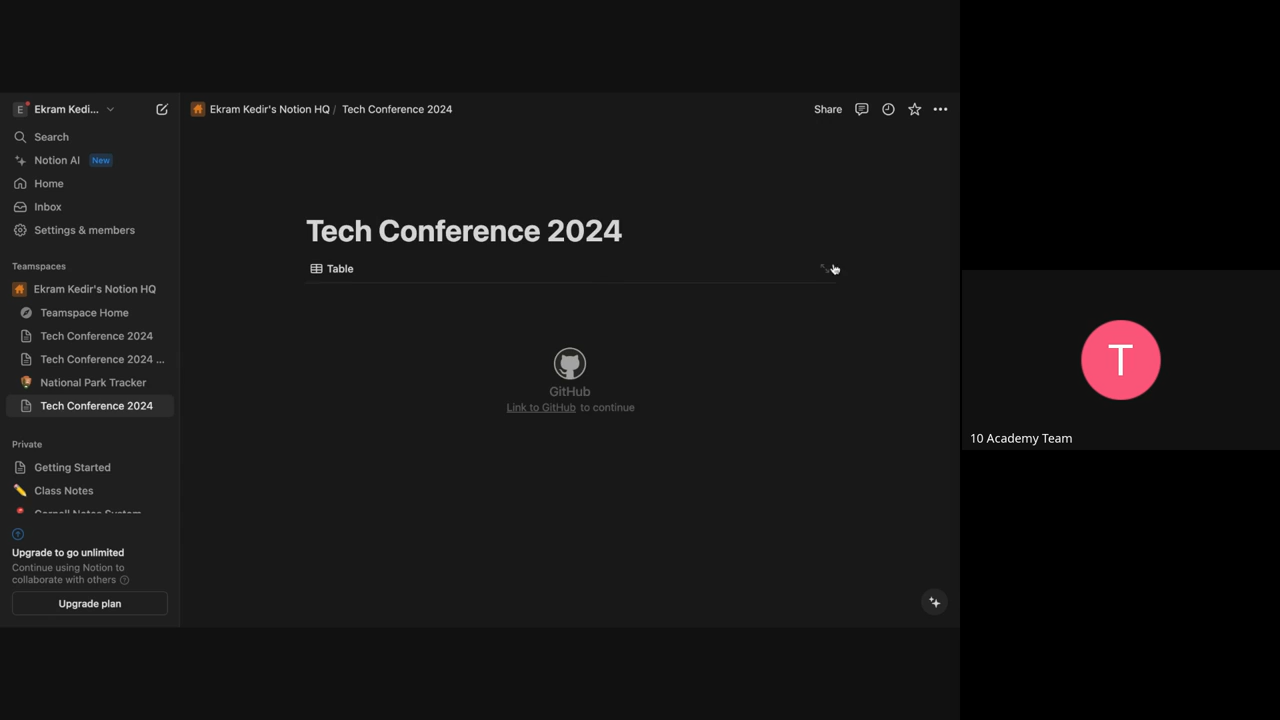 E Ekram Kedi...
Search
Notion AI New
Home
Inbox
Settings & members
Teamspaces
Ekram Kedir's Notion HQ
Teamspace Home
Tech Conference 2024
Tech Conference 2024 ...
National Park Tracker
Tech Conference 2024
Private
Getting Started
Class Notes
Cornell Notes System
Upgrade to go unlimited
Continue using Notion to
collaborate with others
Upgrade plan
Ekram Kedir's Notion HQ / Tech Conference 2024
Share
Tech Conference 2024
Table
GitHub
Link to GitHub to continue
T
10 Academy Team